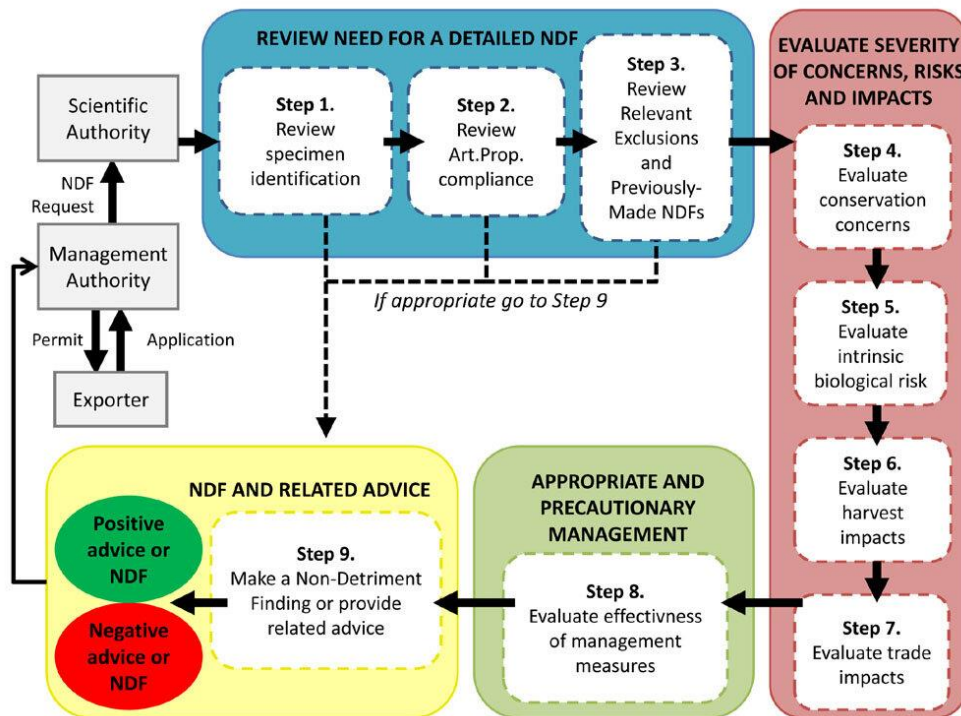 REVIEW NEED FOR A DETAILED NDF
Scientific
Authority
NDF
Request
Management
Authority
Permit
Application
Exporter
Step 1.
Review
specimen
identification
Step 2.
Review
Art.Prop.
compliance
Step 3.
Review
Relevant
Exclusions
and
Previously-
Made NDFs
If appropriate go to Step 9
EVALUATE SEVERITY
OF CONCERNS, RISKS
AND IMPACTS
Step 4.
Evaluate
conservation
concerns
Step 5.
Evaluate
intrinsic
biological risk
Step 6.
Evaluate
harvest
impacts
Step 7.
Evaluate trade
impacts
APPROPRIATE AND
PRECAUTIONARY
MANAGEMENT
Step 8.
Evaluate effectivness
of management
measures
NDF AND RELATED ADVICE
Step 9.
Make a Non-Detriment
Finding or provide
related advice
Positive
advice or
NDF
Negative
advice or
NDF